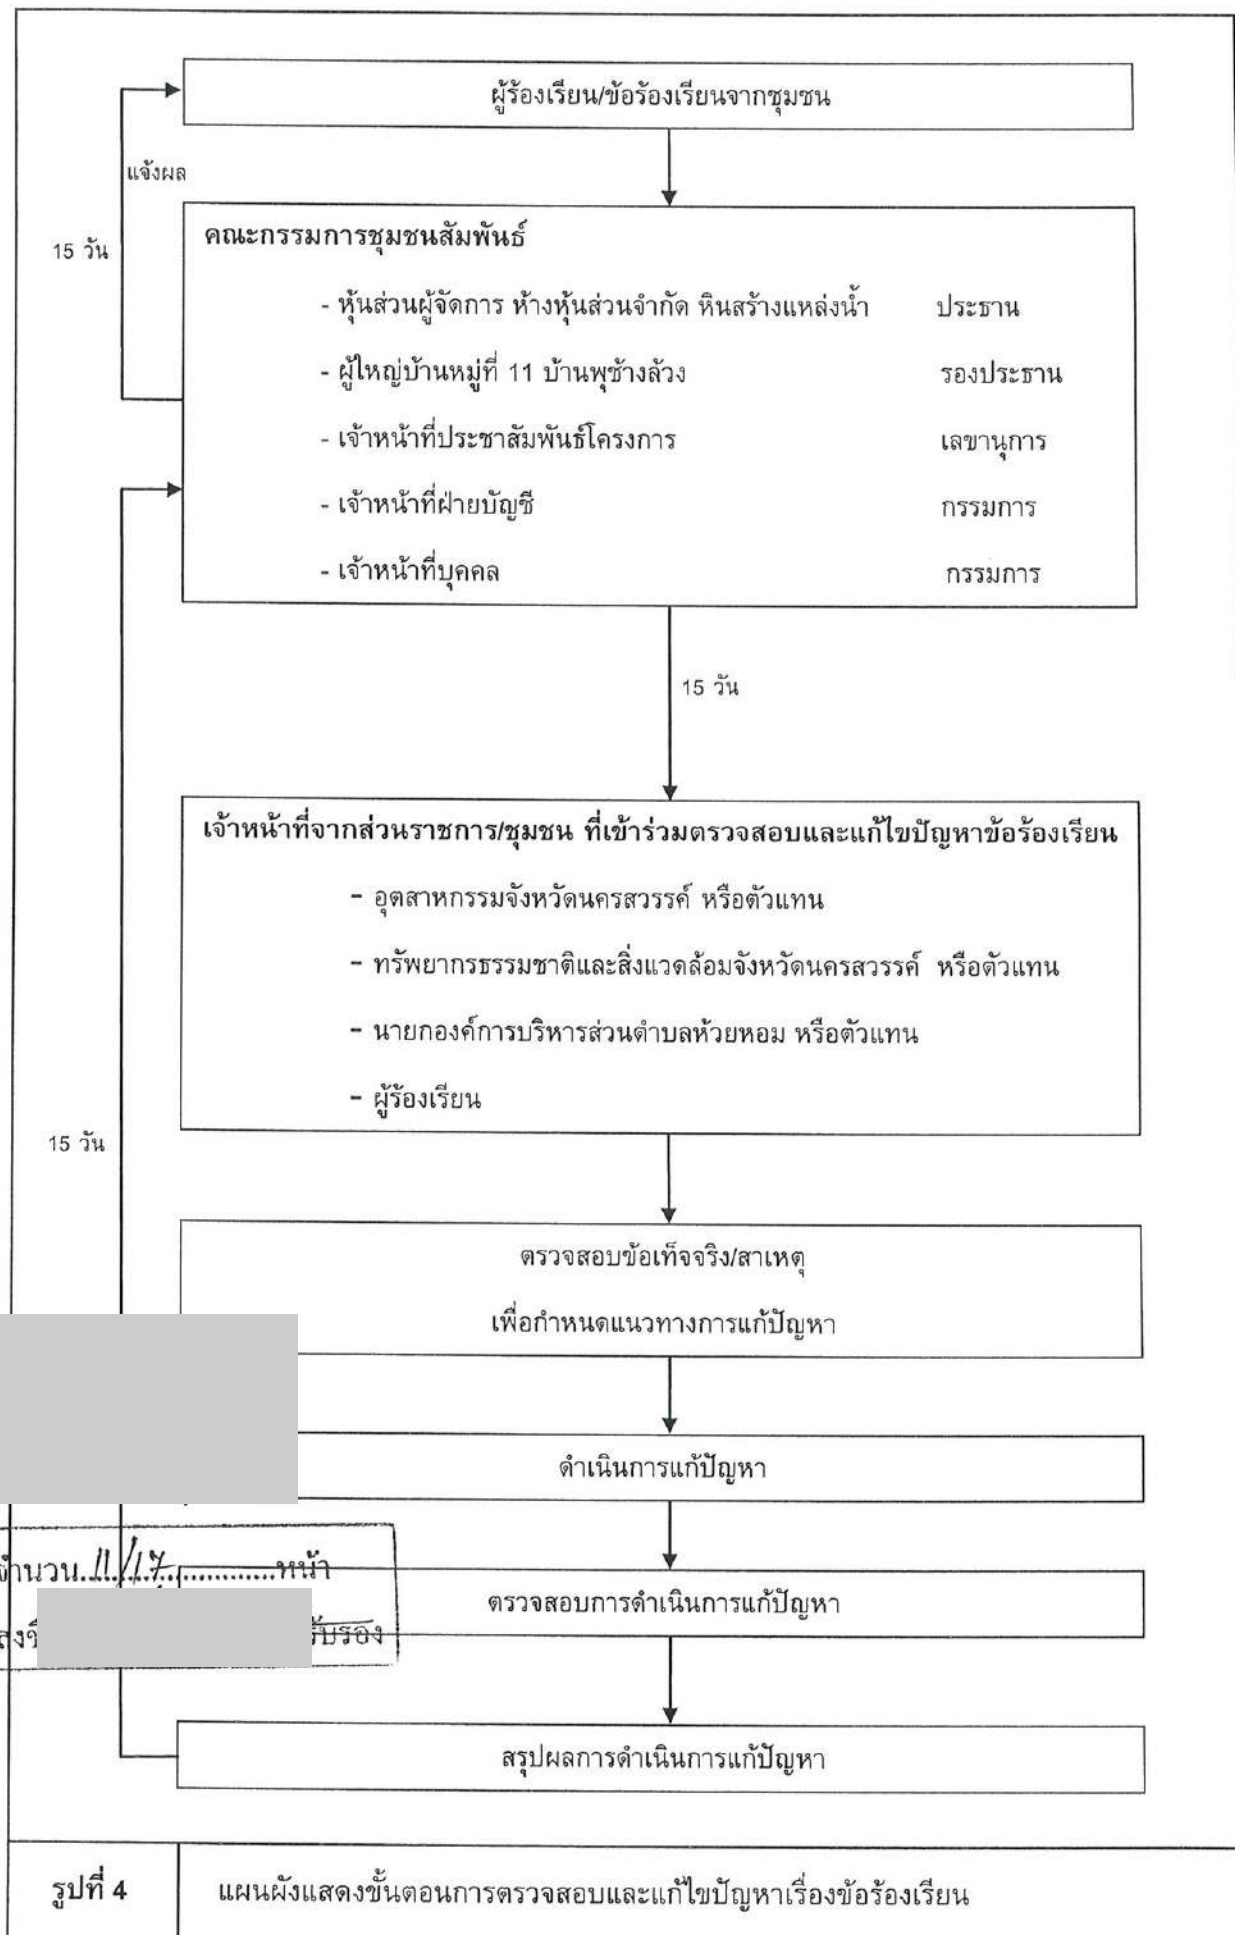 ผู้ร้องเรียน/ข้อร้องเรียนจากชุมชน
แจ้งผล
15 วัน
คณะกรรมการชุมชนสัมพันธ์
- หุ้นส่วนผู้จัดการ ห้างหุ้นส่วนจำกัด หินสร้างแหล่งน้ำ ประธาน
- ผู้ใหญ่บ้านหมู่ที่ 11 บ้านพุช้างล้วง รองประธาน
- เจ้าหน้าที่ประชาสัมพันธ์โครงการ เลขานุการ
- เจ้าหน้าที่ฝ่ายบัญชี กรรมการ
- เจ้าหน้าที่บุคคล กรรมการ
15 วัน
เจ้าหน้าที่จากส่วนราชการ/ชุมชน ที่เข้าร่วมตรวจสอบและแก้ไขปัญหาข้อร้องเรียน
- อุตสาหกรรมจังหวัดนครสวรรค์ หรือตัวแทน
- ทรัพยากรธรรมชาติและสิ่งแวดล้อมจังหวัดนครสวรรค์ หรือตัวแทน
- นายกองค์การบริหารส่วนตำบลห้วยหอม หรือตัวแทน
- ผู้ร้องเรียน
15 วัน
ตรวจสอบข้อเท็จจริง/สาเหตุ
เพื่อกำหนดแนวทางการแก้ปัญหา
ดำเนินการแก้ปัญหา
จำนวน 11/17 หน้า
ตรวจสอบการดำเนินการแก้ปัญหา
รับรอง
สรุปผลการดำเนินการแก้ปัญหา
รูปที่ 4
แผนผังแสดงขั้นตอนการตรวจสอบและแก้ไขปัญหาเรื่องข้อร้องเรียน